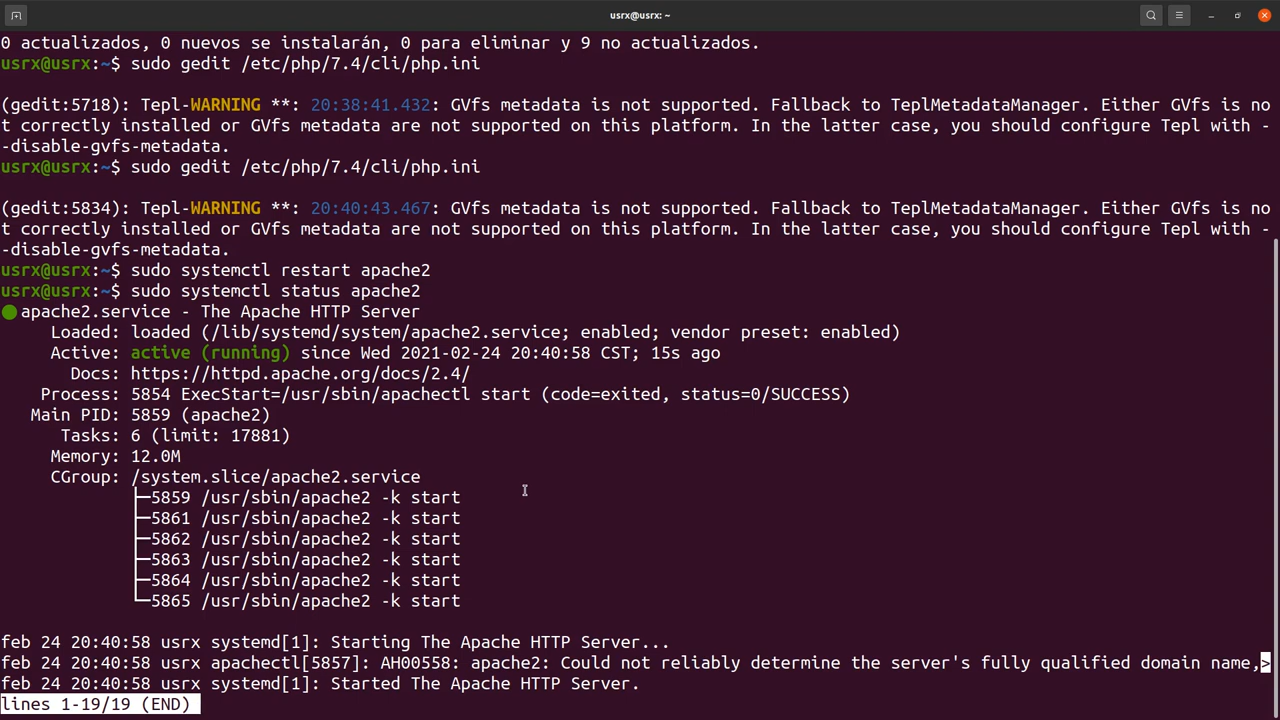 usrx@usrx: ~
0 actualizados, 0 nuevos se instalarán, 0 para eliminar y 9 no actualizados.
usrx@usrx:~$ sudo gedit /etc/php/7.4/cli/php.ini
(gedit:5718): Tepl-WARNING **: 20:38:41.432: GVfs metadata is not supported. Fallback to TeplMetadataManager. Either GVfs is no
t correctly installed or GVfs metadata are not supported on this platform. In the latter case, you should configure Tepl with -
-disable-gvfs-metadata.
usrx@usrx:~$ sudo gedit /etc/php/7.4/cli/php.ini
(gedit:5834): Tepl-WARNING **: 20:40:43.467: GVfs metadata is not supported. Fallback to TeplMetadataManager. Either GVfs is no
t correctly installed or GVfs metadata are not supported on this platform. In the latter case, you should configure Tepl with -
-disable-gvfs-metadata.
usrx@usrx:~$ sudo systemctl restart apache2
usrx@usrx:~$ sudo systemctl status apache2
● apache2.service - The Apache HTTP Server
Loaded: loaded (/lib/systemd/system/apache2.service; enabled; vendor preset: enabled)
Active: active (running) since Wed 2021-02-24 20:40:58 CST; 15s ago
Docs: https://httpd.apache.org/docs/2.4/
Process: 5854 ExecStart=/usr/sbin/apachectl start (code=exited, status=0/SUCCESS)
Main PID: 5859 (apache2)
Tasks: 6 (limit: 17881)
Memory: 12.0M
CGroup: /system.slice/apache2.service
├─5859 /usr/sbin/apache2 -k start
├─5861 /usr/sbin/apache2 -k start
├─5862 /usr/sbin/apache2 -k start
├─5863 /usr/sbin/apache2 -k start
├─5864 /usr/sbin/apache2 -k start
└─5865 /usr/sbin/apache2 -k start
feb 24 20:40:58 usrx systemd[1]: Starting The Apache HTTP Server...
feb 24 20:40:58 usrx apachectl[5857]: AH00558: apache2: Could not reliably determine the server's fully qualified domain name,>
feb 24 20:40:58 usrx systemd[1]: Started The Apache HTTP Server.
lines 1-19/19 (END)